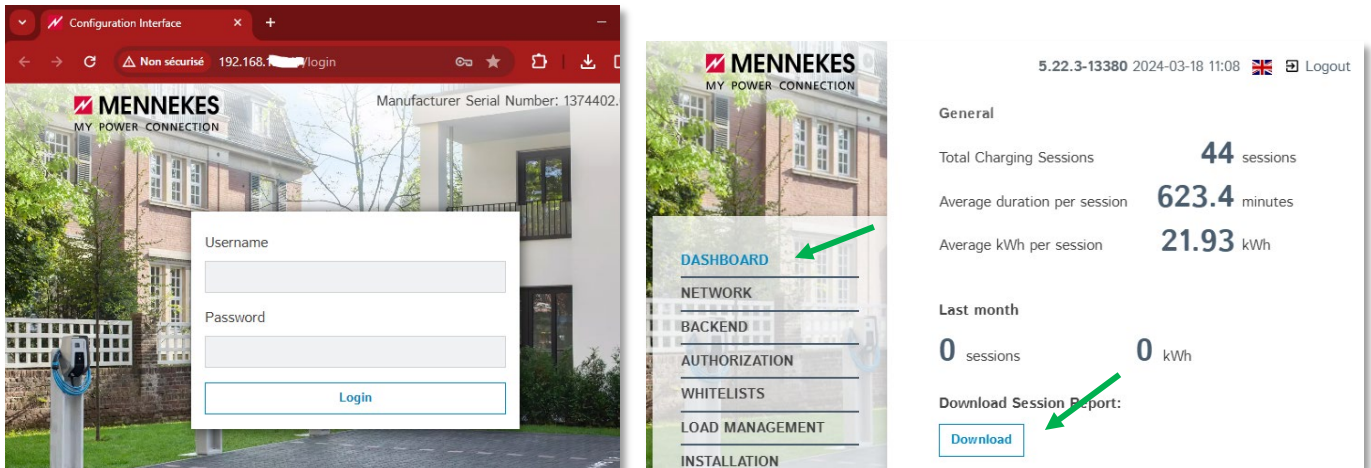 Configuration Interface
Non sécurisé 192.168.1 /login
MENNEKES
MY POWER CONNECTION
Manufacturer Serial Number: 1374402.
Username
Password
Login
MENNEKES
MY POWER CONNECTION
DASHBOARD
NETWORK
BACKEND
AUTHORIZATION
WHITELISTS
LOAD MANAGEMENT
INSTALLATION
5.22.3-13380 2024-03-18 11:08 Logout
General
Total Charging Sessions 44 sessions
Average duration per session 623.4 minutes
Average kWh per session 21.93 kWh
Last month
0 sessions 0 kWh
Download Session Report:
Download